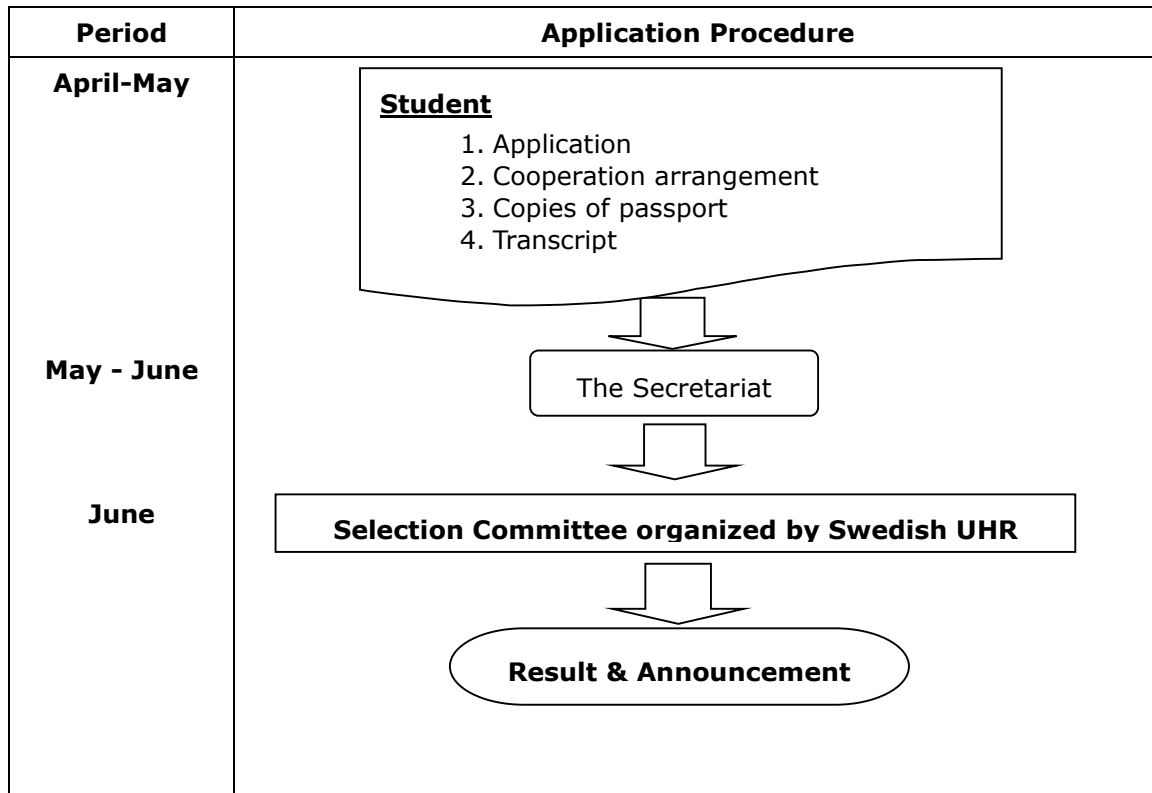 Period Application Procedure
April-May
Student
1. Application
2. Cooperation arrangement
3. Copies of passport
4. Transcript
May - June
The Secretariat
June
Selection Committee organized by Swedish UHR
Result & Announcement